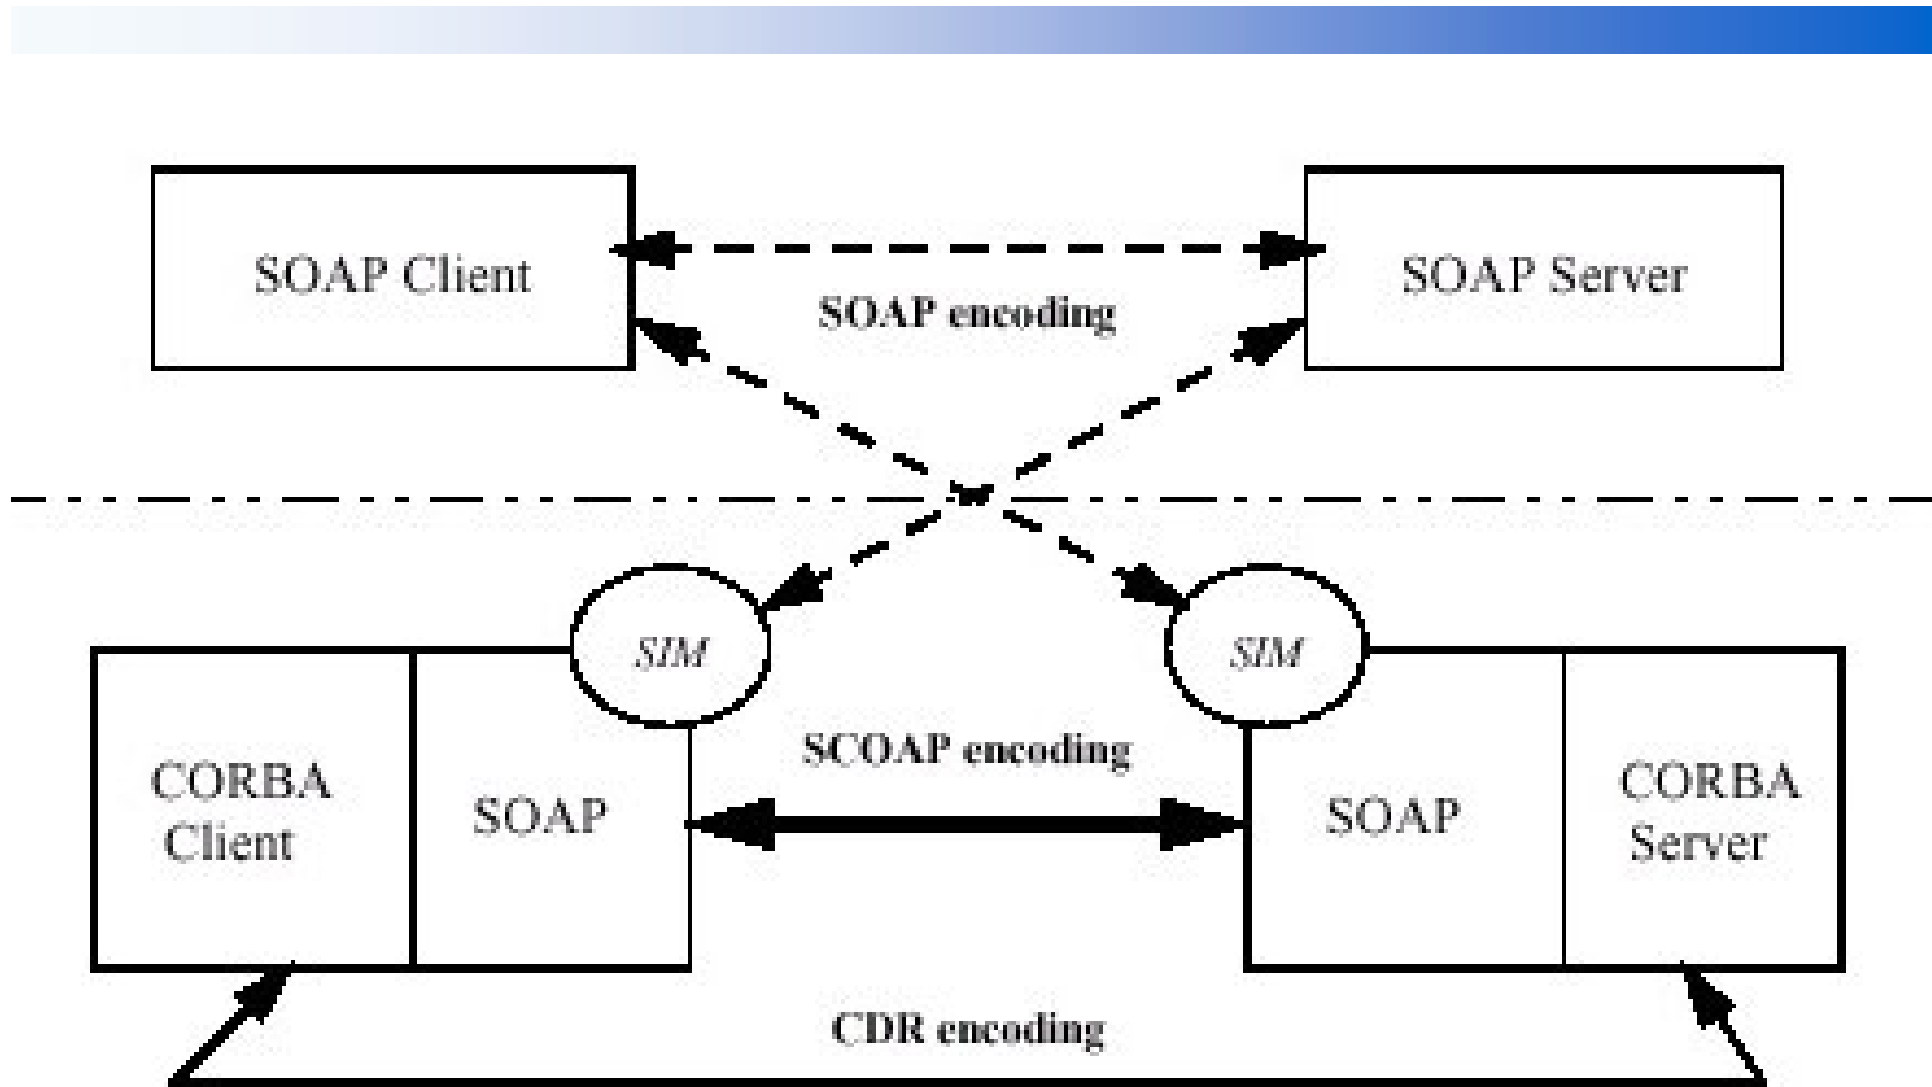 SOAP Client
SOAP Server
SOAP encoding
SIM
SIM
SCOAP encoding
CORBA
Client
SOAP
SOAP
CORBA
Server
CDR encoding